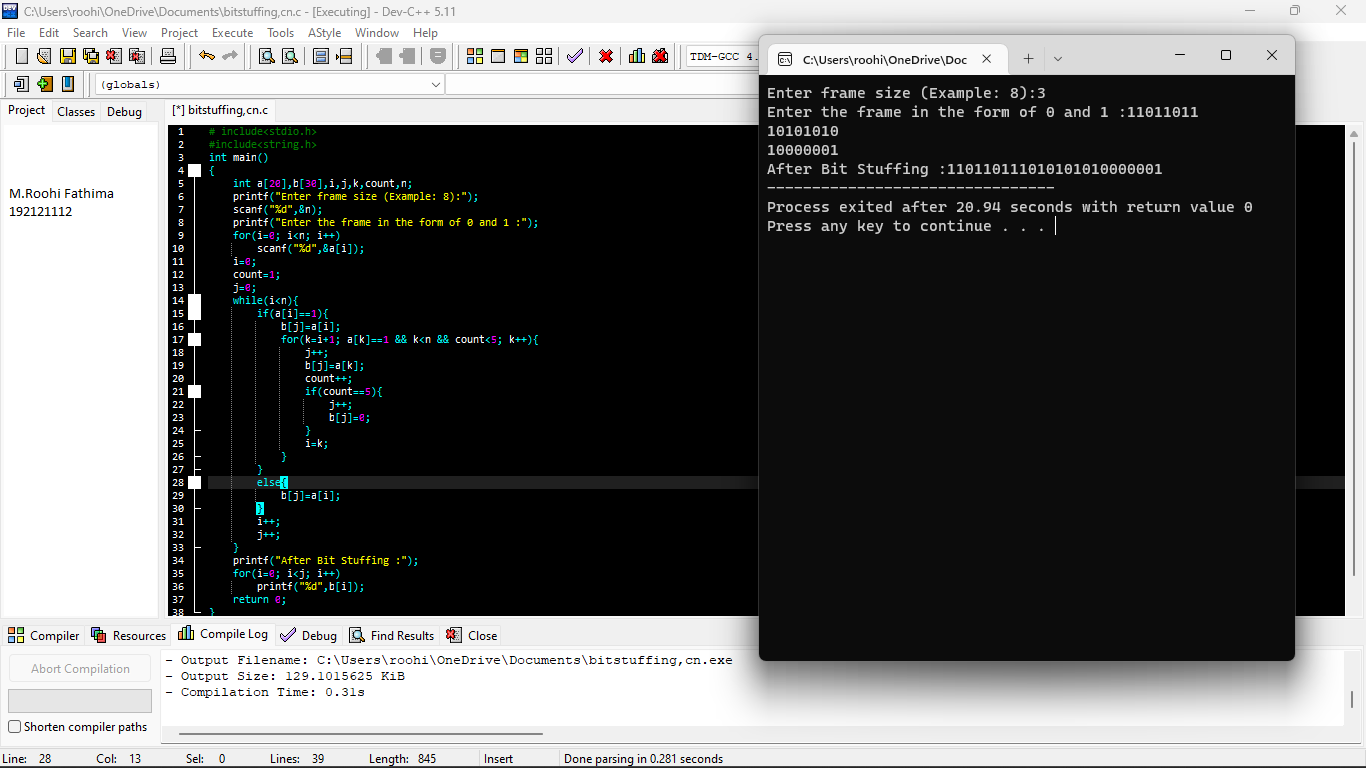 C:\Users\roohi\OneDrive\Documents\bitstuffing,cn.c - [Executing] - Dev-C++ 5.11
File Edit Search View Project Execute Tools AStyle Window Help
TDM-GCC 4.
(globals)
Project Classes Debug
[*] bitstuffing,cn.c
M.Roohi Fathima
192121112
1 # include<stdio.h>
2 #include<string.h>
3 int main()
4 {
5 int a[20],b[30],i,j,k,count,n;
6 printf("Enter frame size (Example: 8):");
7 scanf("%d",&n);
8 printf("Enter the frame in the form of 0 and 1 :");
9 for(i=0; i<n; i++)
10 scanf("%d",&a[i]);
11 i=0;
12 count=1;
13 j=0;
14 while(i<n){
15 if(a[i]==1){
16 b[j]=a[i];
17 for(k=i+1; a[k]==1 && k<n && count<5; k++){
18 j++;
19 b[j]=a[k];
20 count++;
21 if(count==5){
22 j++;
23 b[j]=0;
24 }
25 i=k;
26 }
27 }
28 else{
29 b[j]=a[i];
30 }
31 i++;
32 j++;
33 }
34 printf("After Bit Stuffing :");
35 for(i=0; i<j; i++)
36 printf("%d",b[i]);
37 return 0;
38 }
C:\Users\roohi\OneDrive\Doc
Enter frame size (Example: 8):3
Enter the frame in the form of 0 and 1 :11011011
10101010
10000001
After Bit Stuffing :110110111010101010000001
--------------------------------
Process exited after 20.94 seconds with return value 0
Press any key to continue . . .
Compiler Resources Compile Log Debug Find Results Close
Abort Compilation
Shorten compiler paths
- Output Filename: C:\Users\roohi\OneDrive\Documents\bitstuffing,cn.exe
- Output Size: 129.1015625 KiB
- Compilation Time: 0.31s
Line: 28 Col: 13 Sel: 0 Lines: 39 Length: 845 Insert Done parsing in 0.281 seconds